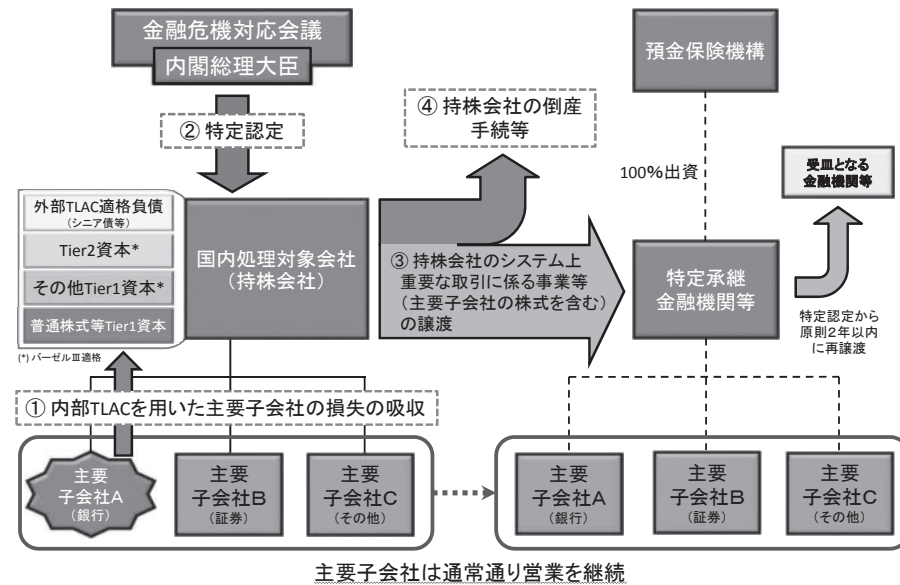 金融危機対応会議
内閣総理大臣
預金保険機構
② 特定認定
④ 持株会社の倒産
手続等
100%出資
受皿となる
金融機関等
外部TLAC適格負債
(シニア債等)
Tier2資本*
その他Tier1資本*
普通株式等Tier1資本
(*) バーゼルⅢ適格
国内処理対象会社
(持株会社)
③ 持株会社のシステム上
重要な取引に係る事業等
(主要子会社の株式を含む)
の譲渡
特定承継
金融機関等
特定認定から
原則2年以内
に再譲渡
① 内部TLACを用いた主要子会社の損失の吸収
主要
子会社A
(銀行)
主要
子会社B
(証券)
主要
子会社C
(その他)
主要
子会社A
(銀行)
主要
子会社B
(証券)
主要
子会社C
(その他)
主要子会社は通常通り営業を継続